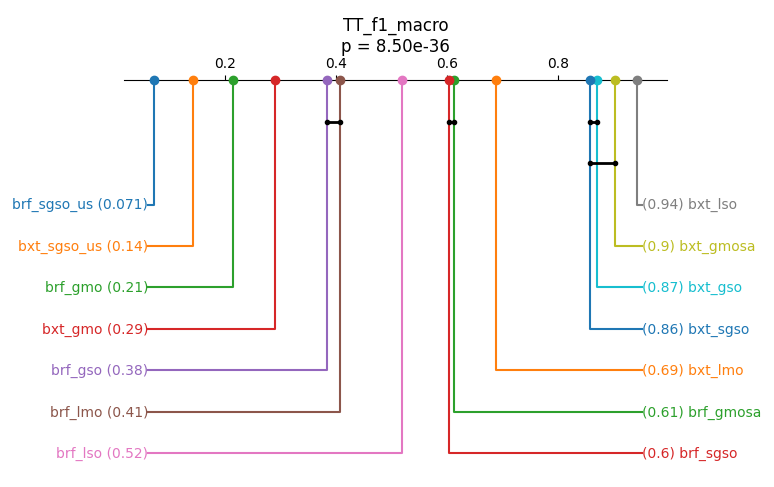 TT_f1_macro
p = 8.50e-36
0.2 0.4 0.6 0.8
brf_sgso_us (0.071) (0.94) bxt_lso
bxt_sgso_us (0.14) (0.9) bxt_gmosa
brf_gmo (0.21) (0.87) bxt_gso
bxt_gmo (0.29) (0.86) bxt_sgso
brf_gso (0.38) (0.69) bxt_lmo
brf_lmo (0.41) (0.61) brf_gmosa
brf_lso (0.52) (0.6) brf_sgso